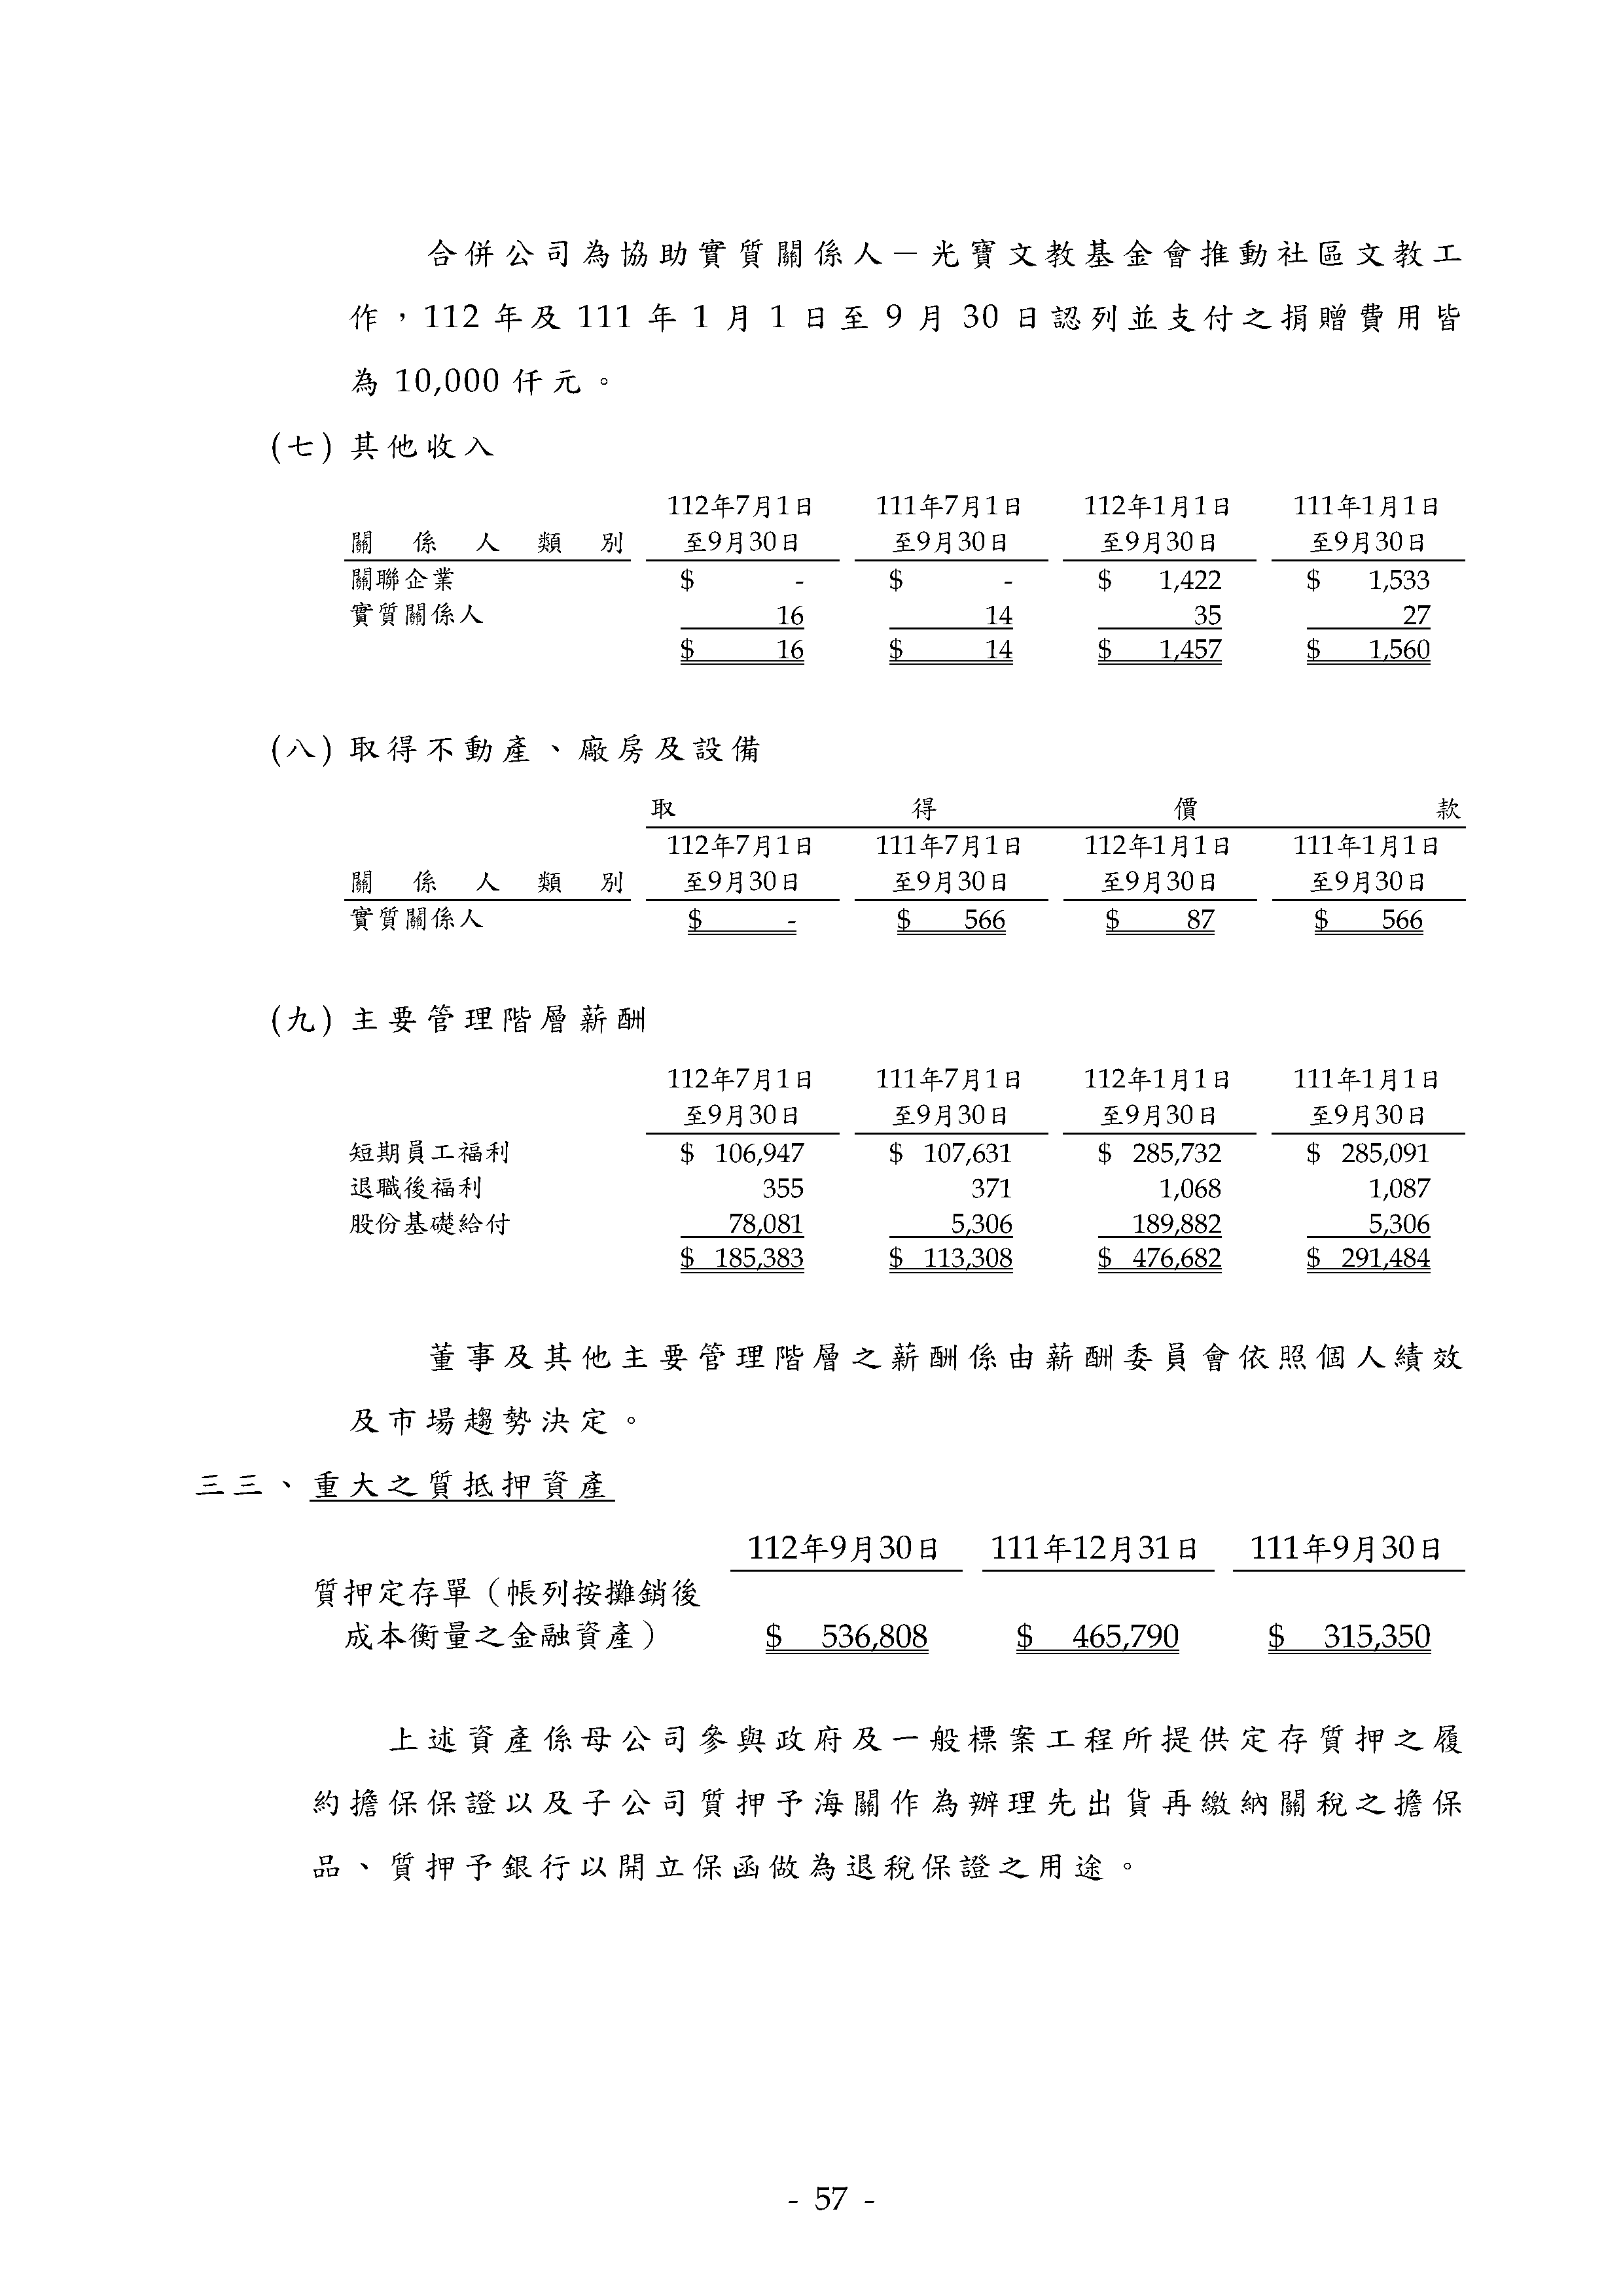 合併公司為協助實質關係人－光寶文教基金會推動社區文教工
作，112 年及 111 年 1 月 1 日至 9 月 30 日認列並支付之捐贈費用皆
為 10,000 仟元。
(七) 其他收入
112年7月1日 111年7月1日 112年1月1日 111年1月1日
關係人類別 至9月30日 至9月30日 至9月30日 至9月30日
關聯企業 $ - $ - $ 1,422 $ 1,533
實質關係人 16 14 35 27
$ 16 $ 14 $ 1,457 $ 1,560
(八) 取得不動產、廠房及設備
取得價款
112年7月1日 111年7月1日 112年1月1日 111年1月1日
關係人類別 至9月30日 至9月30日 至9月30日 至9月30日
實質關係人 $ - $ 566 $ 87 $ 566
(九) 主要管理階層薪酬
112年7月1日 111年7月1日 112年1月1日 111年1月1日
至9月30日 至9月30日 至9月30日 至9月30日
短期員工福利 $ 106,947 $ 107,631 $ 285,732 $ 285,091
退職後福利 355 371 1,068 1,087
股份基礎給付 78,081 5,306 189,882 5,306
$ 185,383 $ 113,308 $ 476,682 $ 291,484
董事及其他主要管理階層之薪酬係由薪酬委員會依照個人績效
及市場趨勢決定。
三三、重大之質抵押資產
112年9月30日 111年12月31日 111年9月30日
質押定存單（帳列按攤銷後
成本衡量之金融資產） $ 536,808 $ 465,790 $ 315,350
上述資產係母公司參與政府及一般標案工程所提供定存質押之履
約擔保保證以及子公司質押予海關作為辦理先出貨再繳納關稅之擔保
品、質押予銀行以開立保函做為退稅保證之用途。
- 57 -